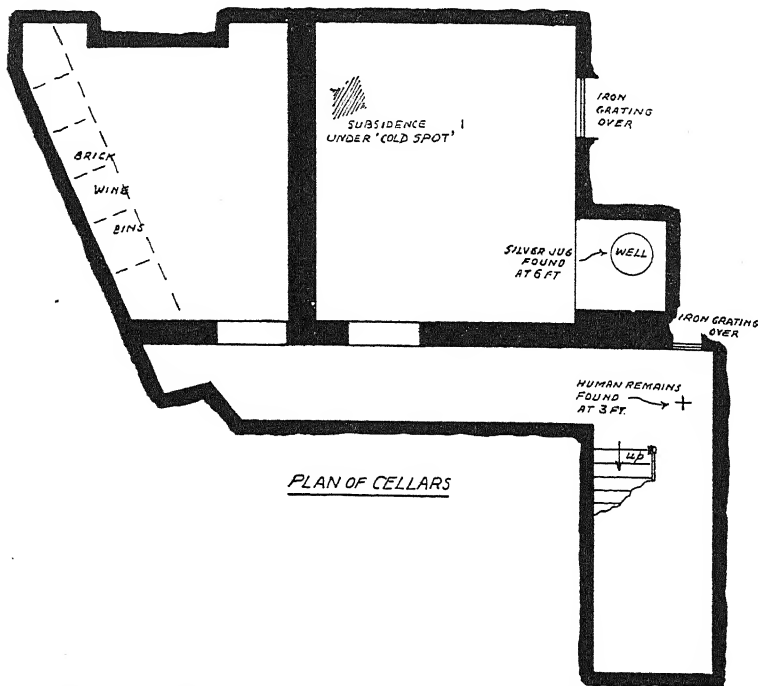 IRON
GRATING
OVER
SUBSIDENCE
UNDER 'COLD SPOT'
BRICK
WINE
BINS
SILVER JUG
FOUND
AT 6 FT
WELL
IRON GRATING
OVER
HUMAN REMAINS
FOUND
AT 3 FT.
up
PLAN OF CELLARS